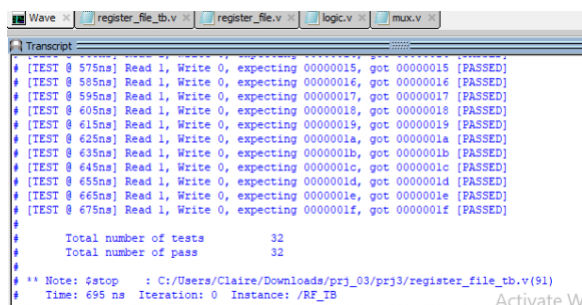 Wave register_file_tb.v register_file.v logic.v mux.v
Transcript
# [TEST @ 575ns] Read 1, Write 0, expecting 00000015, got 00000015 [PASSED]
# [TEST @ 585ns] Read 1, Write 0, expecting 00000016, got 00000016 [PASSED]
# [TEST @ 595ns] Read 1, Write 0, expecting 00000017, got 00000017 [PASSED]
# [TEST @ 605ns] Read 1, Write 0, expecting 00000018, got 00000018 [PASSED]
# [TEST @ 615ns] Read 1, Write 0, expecting 00000019, got 00000019 [PASSED]
# [TEST @ 625ns] Read 1, Write 0, expecting 0000001a, got 0000001a [PASSED]
# [TEST @ 635ns] Read 1, Write 0, expecting 0000001b, got 0000001b [PASSED]
# [TEST @ 645ns] Read 1, Write 0, expecting 0000001c, got 0000001c [PASSED]
# [TEST @ 655ns] Read 1, Write 0, expecting 0000001d, got 0000001d [PASSED]
# [TEST @ 665ns] Read 1, Write 0, expecting 0000001e, got 0000001e [PASSED]
# [TEST @ 675ns] Read 1, Write 0, expecting 0000001f, got 0000001f [PASSED]
#
# Total number of tests 32
# Total number of pass 32
#
# ** Note: $stop : C:/Users/Claire/Downloads/prj_03/prj3/register_file_tb.v(91)
# Time: 695 ns Iteration: 0 Instance: /RF_TB
Activate W